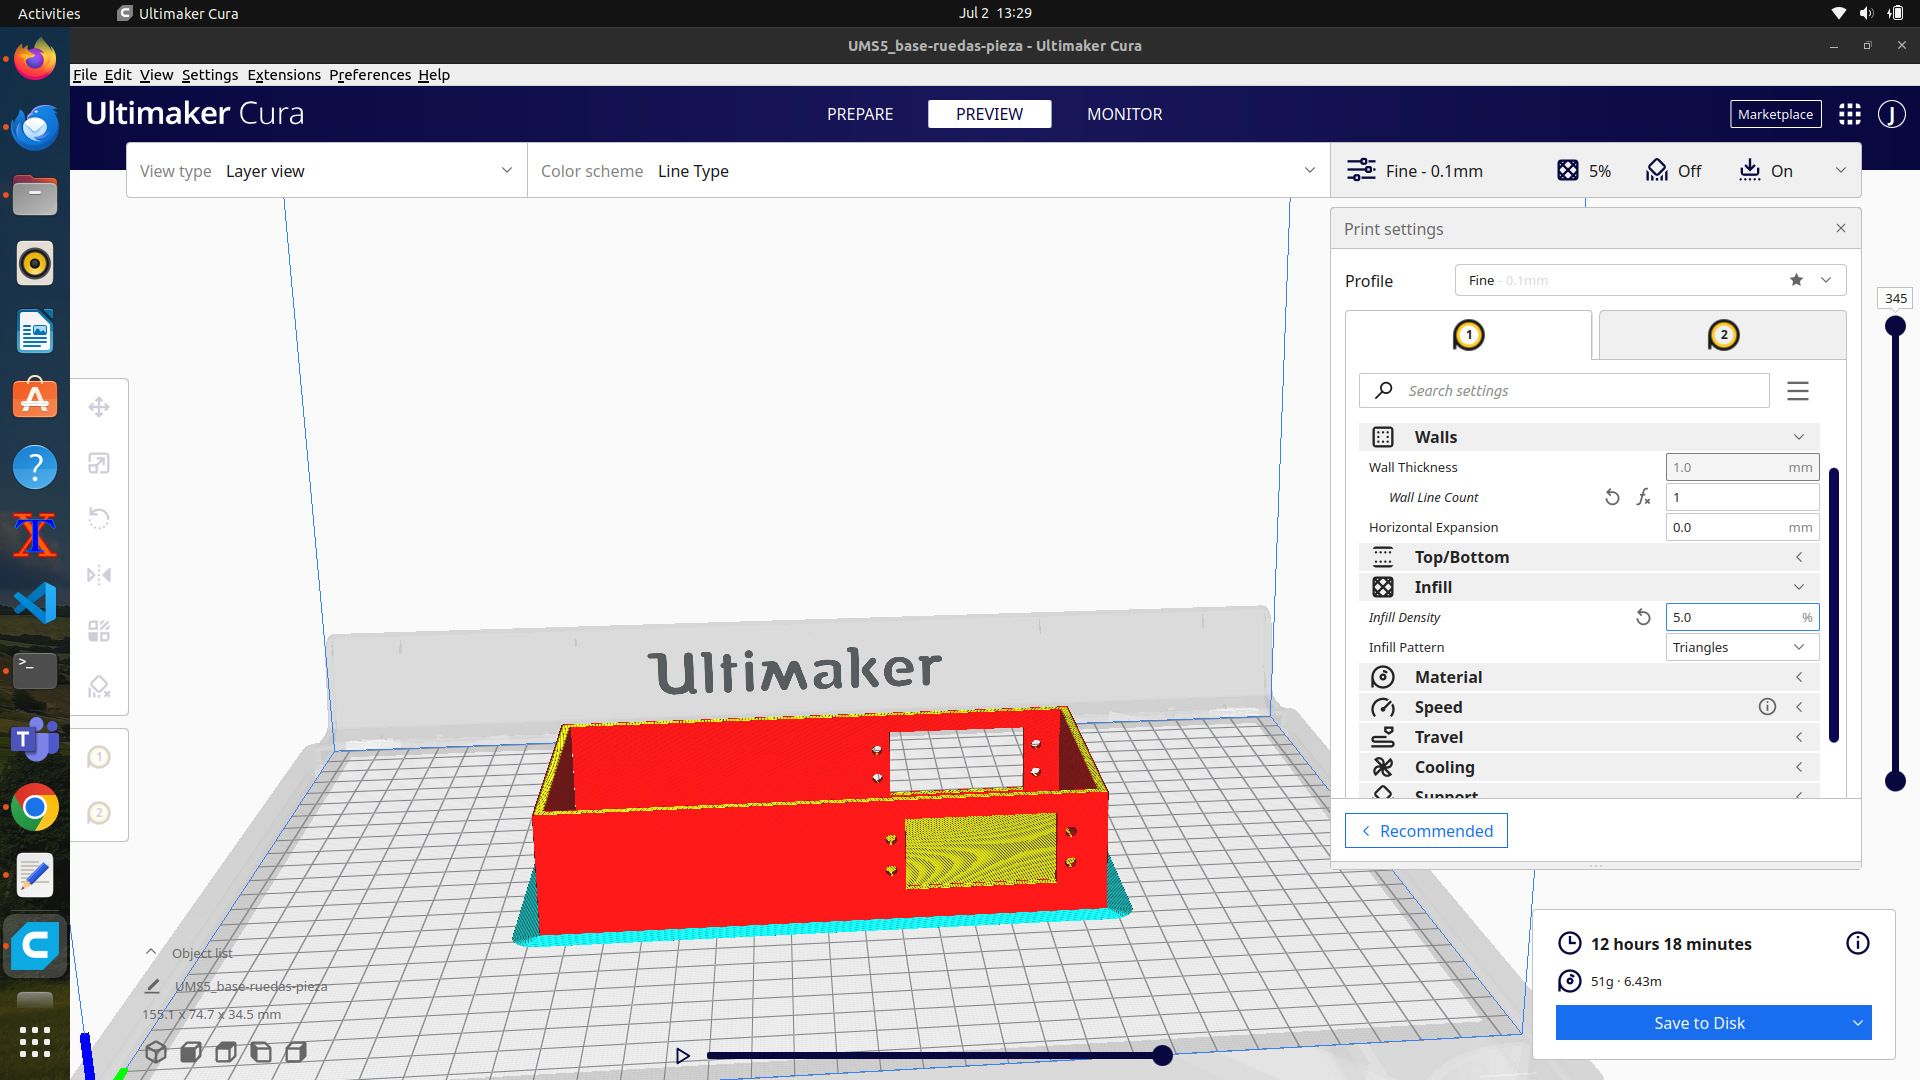 Activities Ultimaker Cura Jul 2 13:29
UMS5_base-ruedas-pieza - Ultimaker Cura
File Edit View Settings Extensions Preferences Help
Ultimaker Cura PREPARE PREVIEW MONITOR Marketplace J
View type Layer view Color scheme Line Type Fine - 0.1mm 5% Off On
Print settings
Profile Fine - 0.1mm
345
1 2
Search settings
Walls
Wall Thickness 1.0 mm
Wall Line Count 1
Horizontal Expansion 0.0 mm
Top/Bottom
Infill
Infill Density 5.0 %
Infill Pattern Triangles
Material
Speed
Travel
Cooling
Support
Recommended
Ultimaker
1
2
Object list
UMS5_base-ruedas-pieza
155.1 x 74.7 x 34.5 mm
12 hours 18 minutes
51g · 6.43m
Save to Disk